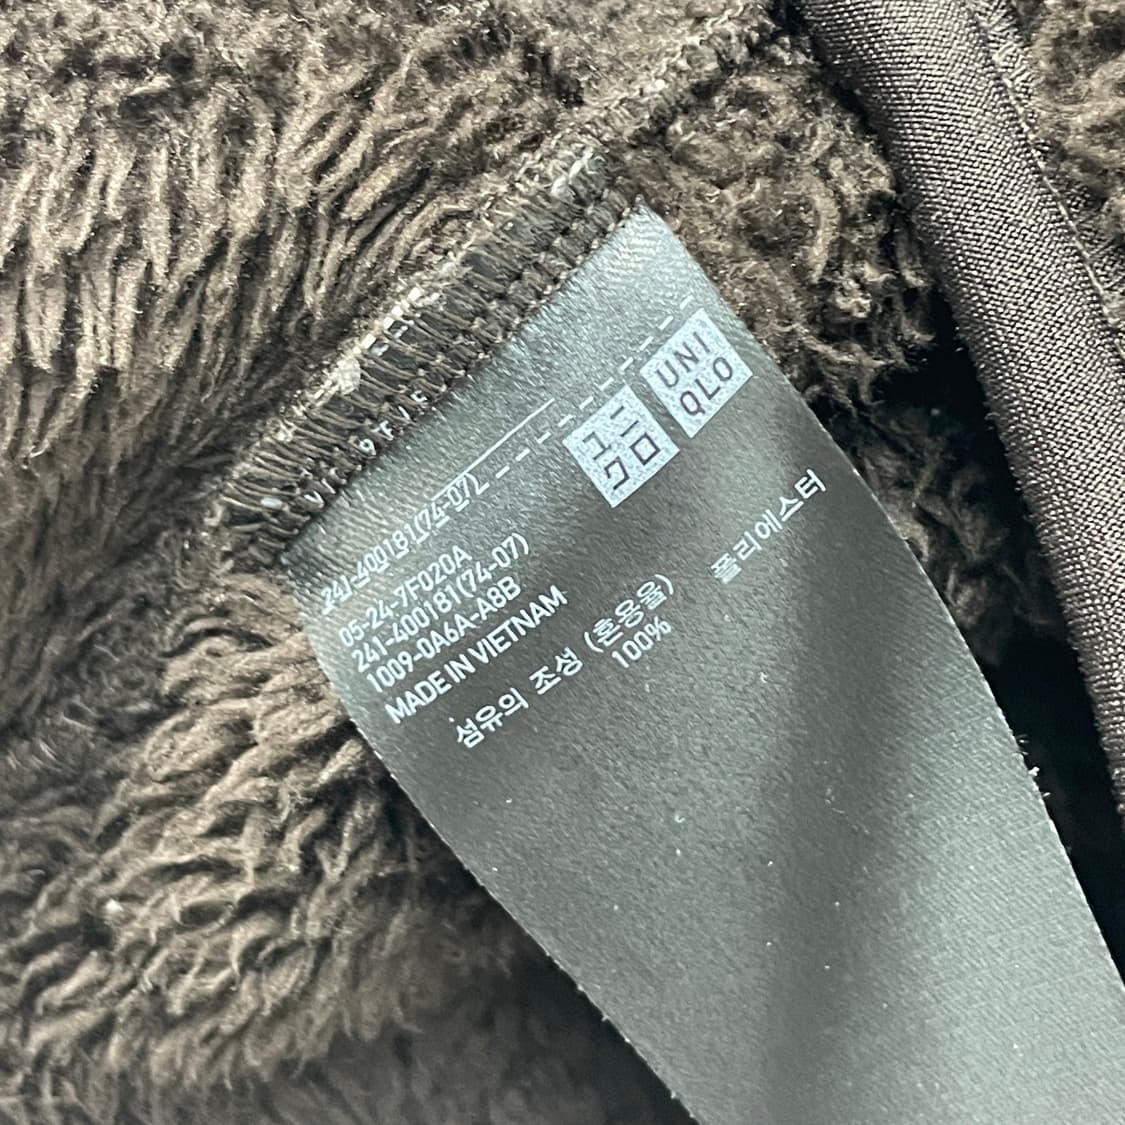 ユニ
クロ
UNI
QLO
241-400181(74-07)
05-24-7F020A
241-400181(74-07)
1009-0A6A-A8B
MADE IN VIETNAM
섬유의 조성 (혼용율) 폴리에스터
100%